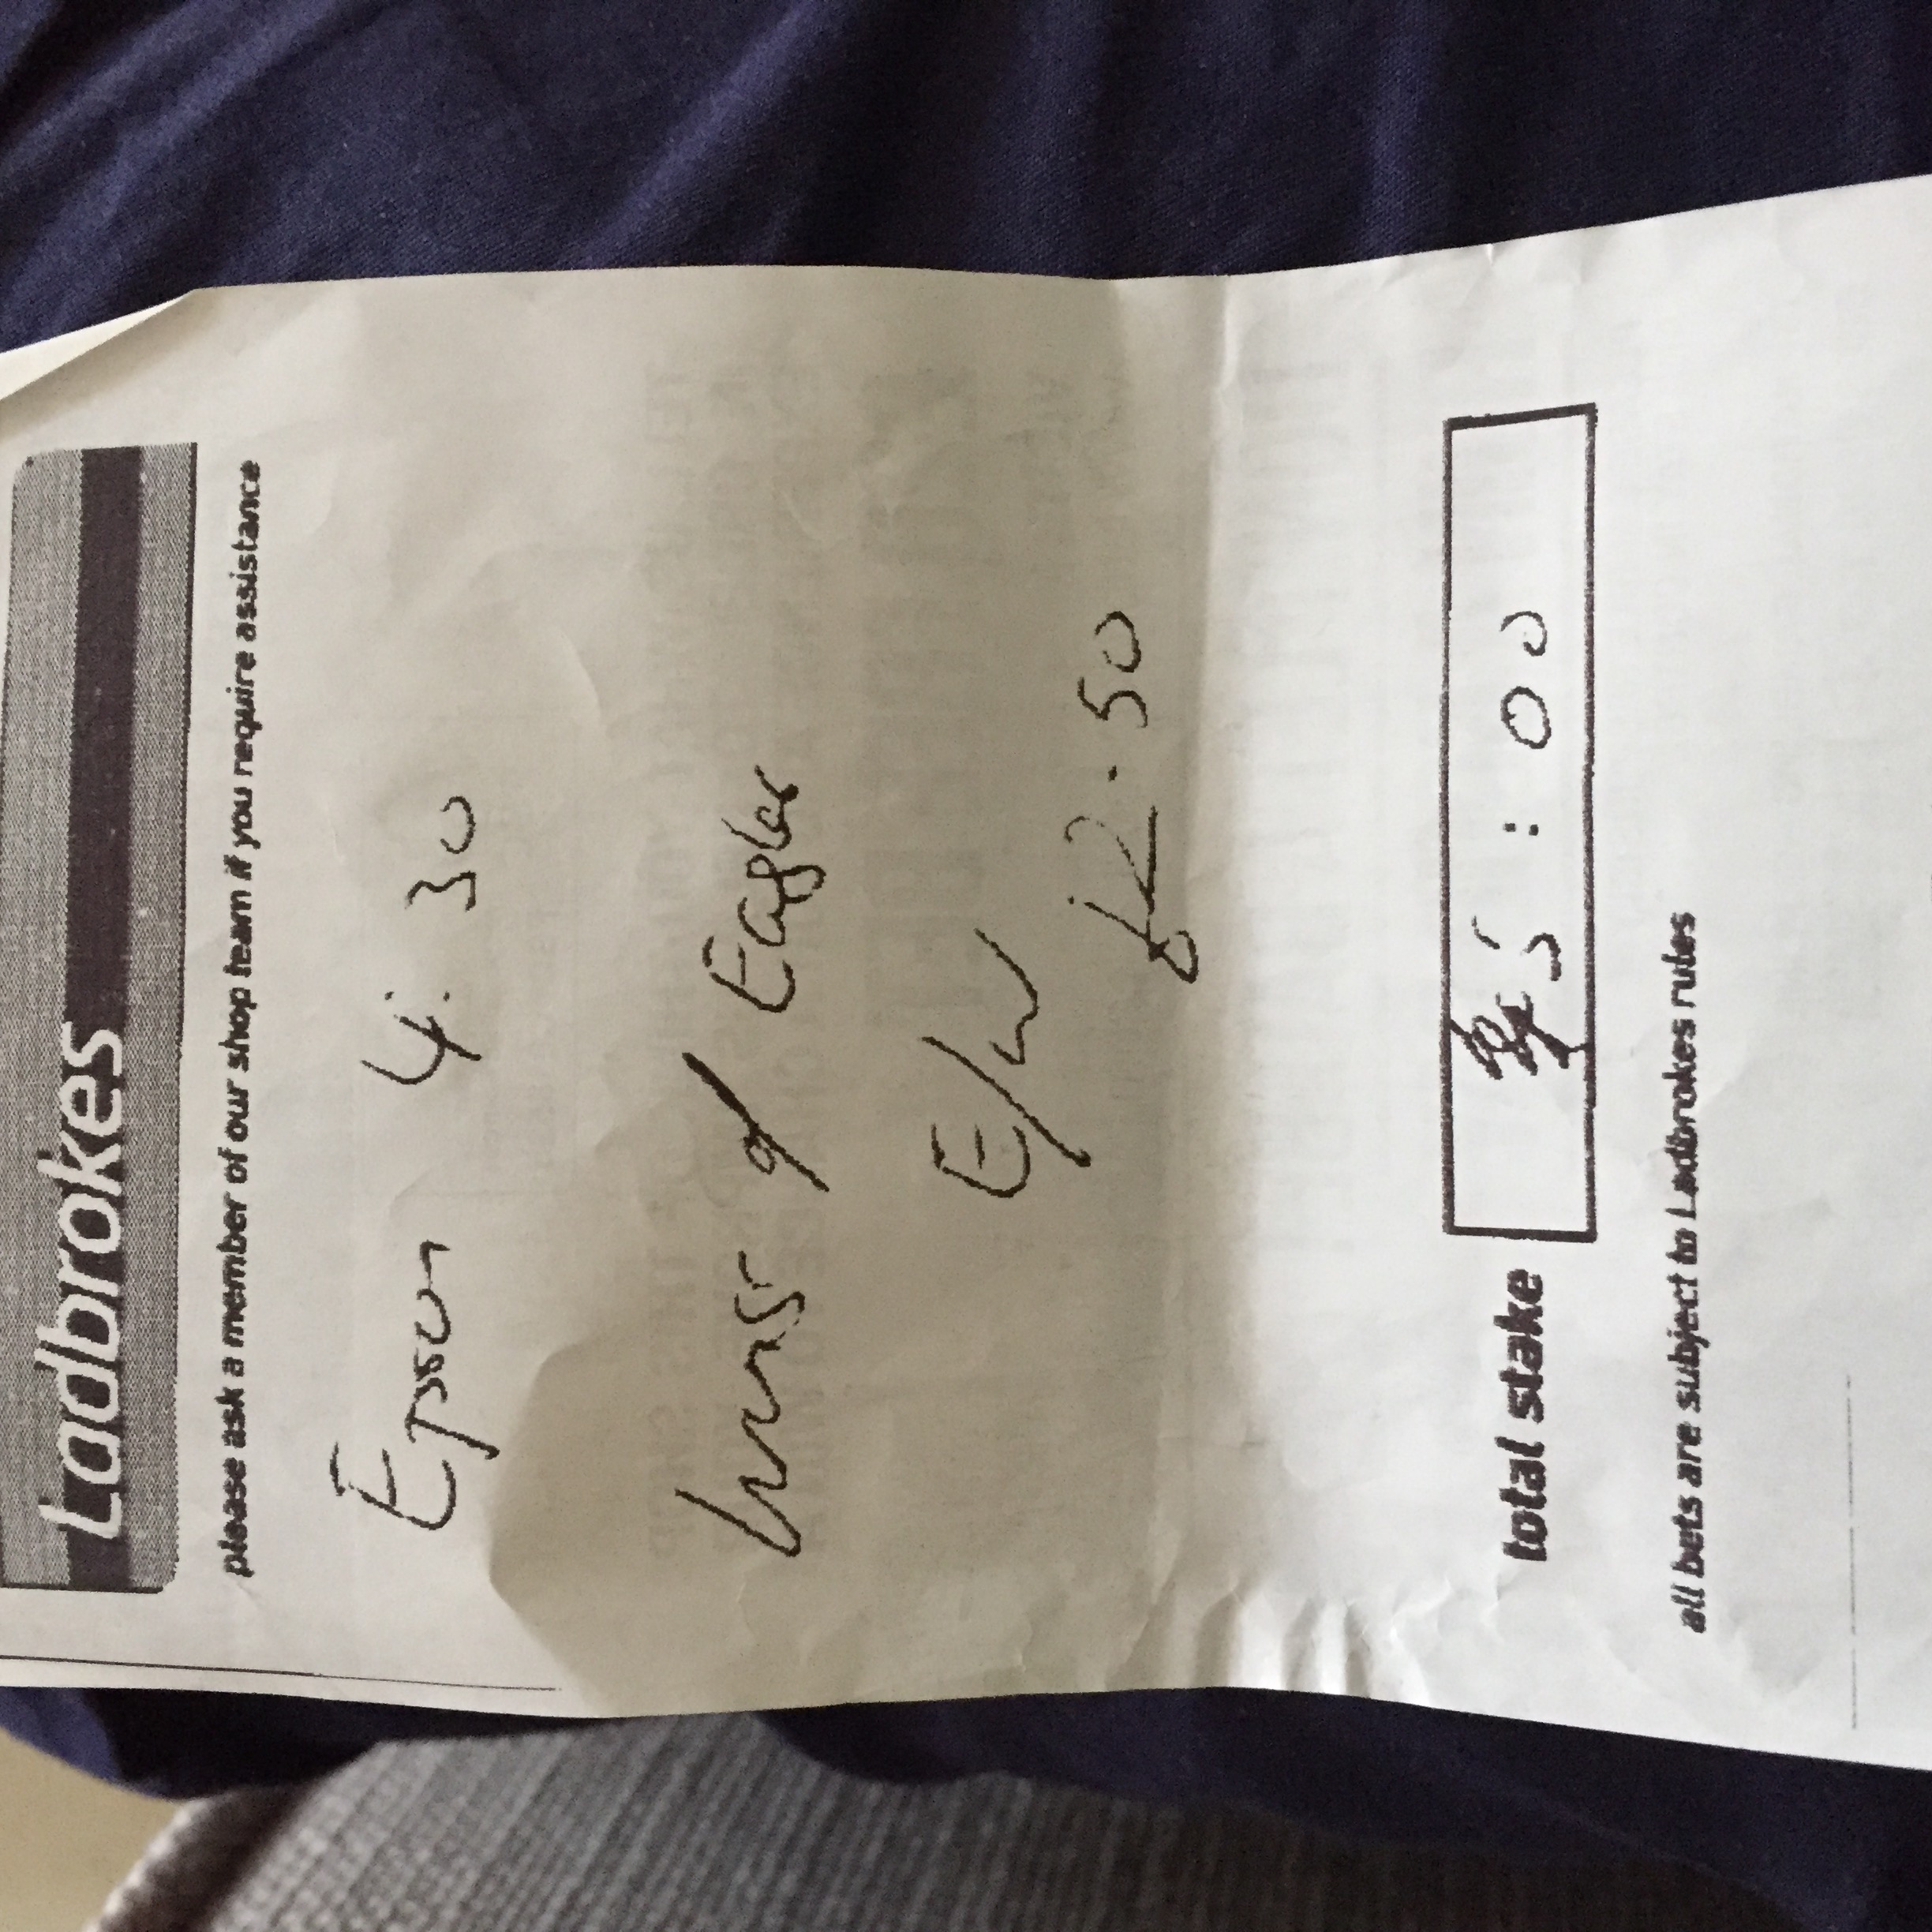 Ladbrokes
please ask a member of our shop team if you require assistance
Epsom 4:30
Wings of Eagles
E/W
£2.50
total stake £5:00
all bets are subject to Ladbrokes rules